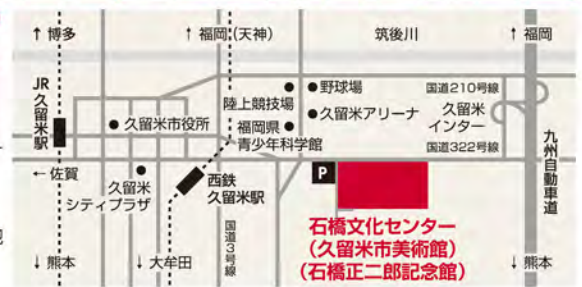 ↑ 博多
↑ 福岡（天神）
筑後川
↑ 福岡
JR
久留米駅
野球場
陸上競技場
国道210号線
久留米市役所
福岡県
青少年科学館
久留米アリーナ
久留米
インター
国道322号線
九州自動車道
← 佐賀
久留米
シティプラザ
西鉄
久留米駅
P
国道3号線
石橋文化センター
（久留米市美術館）
（石橋正二郎記念館）
↓ 熊本
↓ 大牟田
↓ 熊本